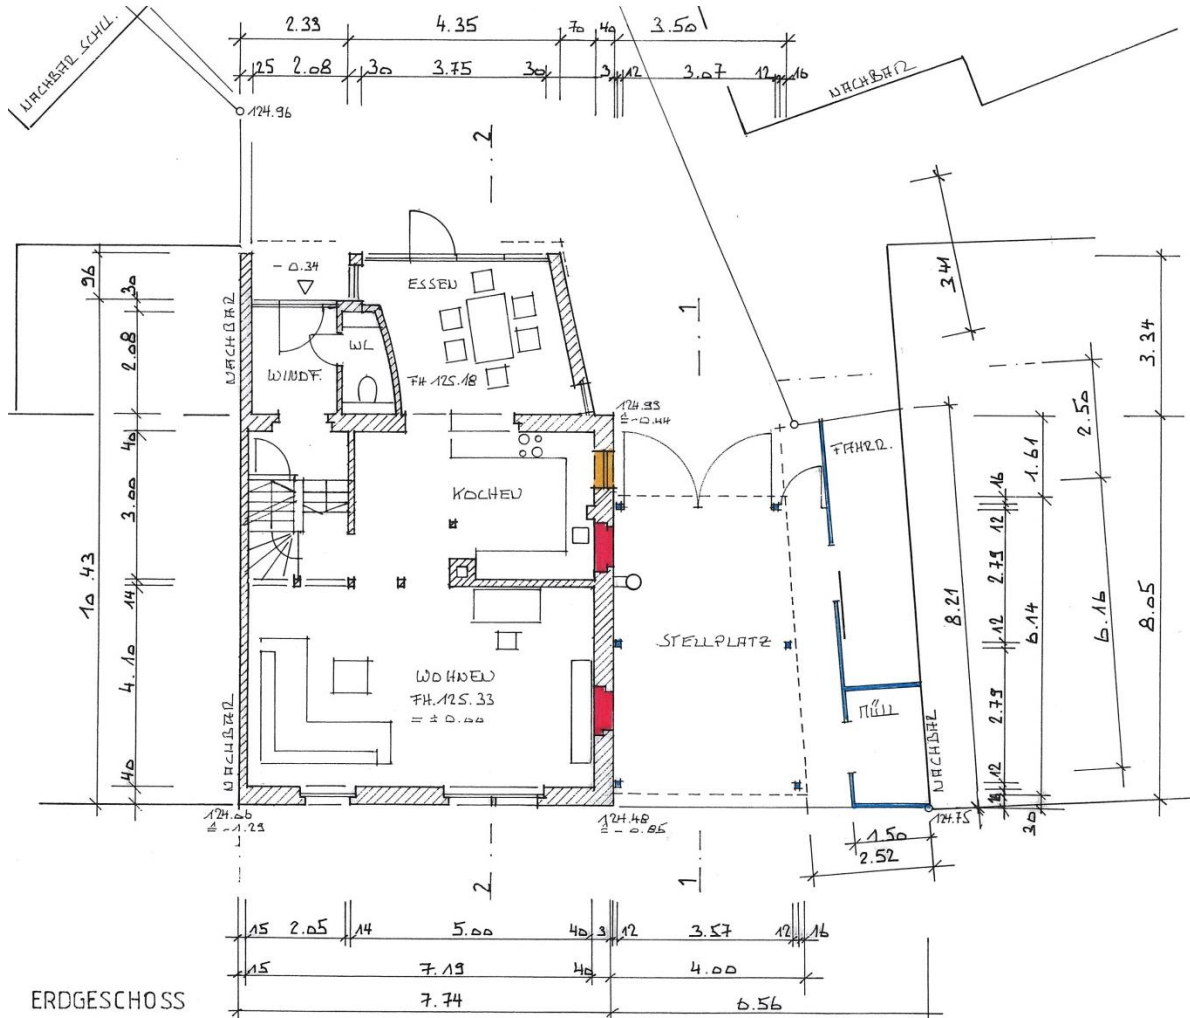 2.33 4.35 70 40 3.50
25 2.08 30 3.75 30 3 12 3.07 12 16
NACHBAR
NACHBAR
124.96
2
1
3.41
96
30
2.08
40
3.00
14
4.10
40
10.43
- 0.34
ESSEN
NACHBAR
WINDF.
FH 125.18
124.93
≙ -0.44
FAHRR.
KOCHEN
STELLPLATZ
WOHNEN
FH.125.33
= ± 0.00
MÜLL
NACHBAR
NACHBAR
3.34
2.50
1.61
16
12
2.79
12
2.79
12
30
8.21
6.14
6.16
8.05
≙ -1.29
124.48
≙ - 0.85
124.75
1.50
2.52
2
1
15 2.05 14 5.00 40 3 12 3.57 12 16
15 7.19 40 4.00
7.74 6.56
ERDGESCHOSS